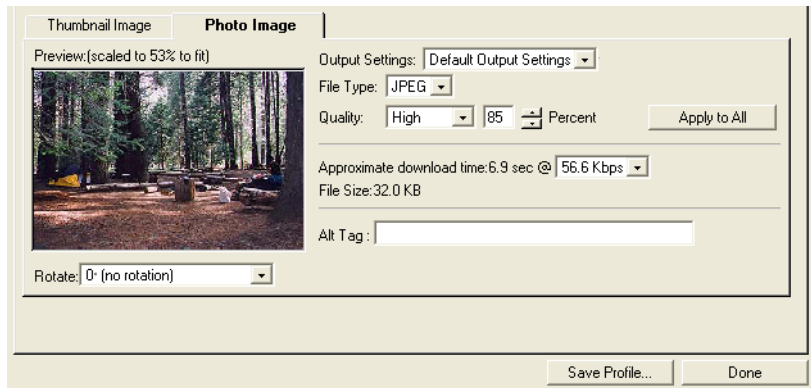 Thumbnail Image
Photo Image
Preview:(scaled to 53% to fit)
Output Settings: Default Output Settings
File Type: JPEG
Quality: High 85 Percent
Apply to All
Approximate download time:6.9 sec @ 56.6 Kbps
File Size:32.0 KB
Alt Tag :
Rotate: 0° (no rotation)
Save Profile...
Done